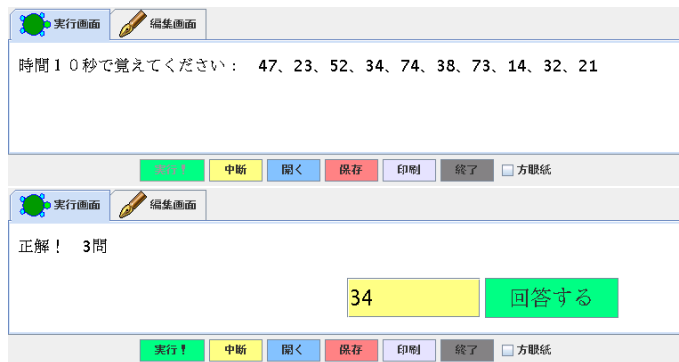 実行画面 編集画面
時間１０秒で覚えてください： 47、23、52、34、74、38、73、14、32、21
実行！ 中断 開く 保存 印刷 終了 方眼紙
実行画面 編集画面
正解！ 3問
34 回答する
実行！ 中断 開く 保存 印刷 終了 方眼紙